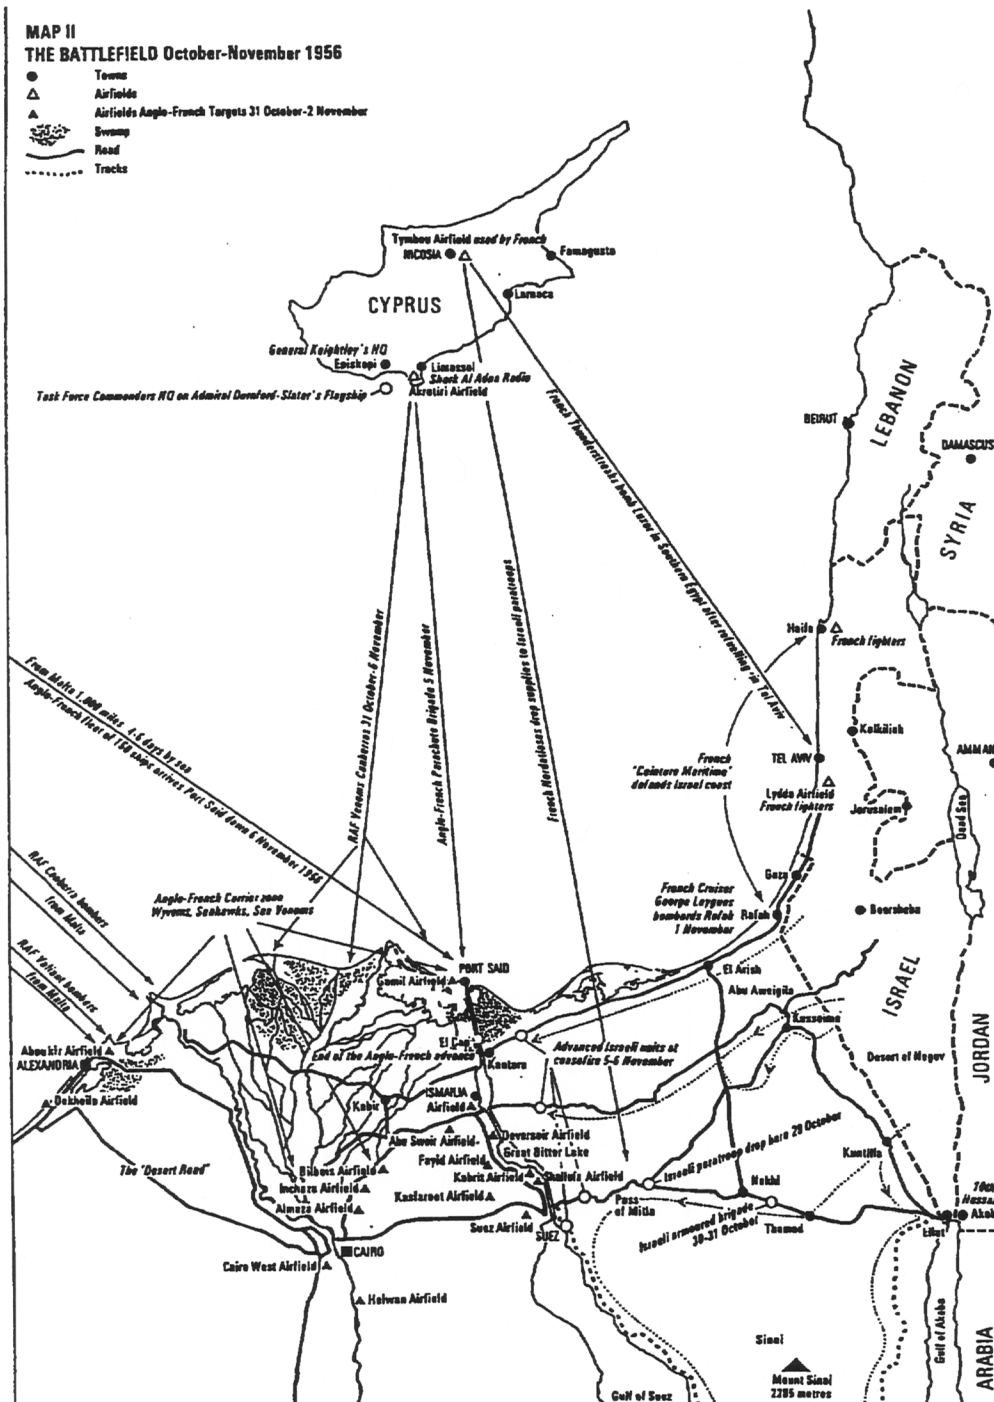 MAP II
THE BATTLEFIELD October-November 1956
Towns
Airfields
Airfields Anglo-French Targets 31 October-2 November
Swamp
Road
Tracks
Tymbou Airfield used by French
NICOSIA
Famagusta
Larnaca
CYPRUS
General Keightley's HQ
Episkopi
Limassol
Shark Al Adna Radio
Akrotiri Airfield
Task Force Commanders HQ on Admiral Durnford-Slater's Flagship
LEBANON
BEIRUT
DAMASCUS
SYRIA
French Thunderstreaks bomb Luxor in Southern Egypt after refuelling in Tel Aviv
French Nordatlases drop supplies to Israeli paratroops
Anglo-French Parachute Brigade 5 November
RAF Venoms Canberras 31 October-6 November
Haifa
French fighters
From Malta 1,000 miles 4-6 days by sea
Anglo-French fleet of 150 ships arrives Port Said dawn 6 November 1956
Kalkiliah
TEL AVIV
AMMAN
French
"Ceinture Maritime"
defends Israel coast
Lydda Airfield
French fighters
Jerusalem
Dead Sea
RAF Canberra bombers
from Malta
Gaza
Anglo-French Carrier zone
Wyverns, Seahawks, Sea Venoms
French Cruiser
George Leygues
bombards Rafah
1 November
Rafah
Beersheba
RAF Valiant bombers
from Malta
PORT SAID
Gamil Airfield
El Arish
Abu Aweigila
ISRAEL
Kusseima
JORDAN
Aboukir Airfield
ALEXANDRIA
El Cap
End of the Anglo-French advance
Kantara
Advanced Israeli units at
ceasefire 5-6 November
Desert of Negev
Dekheila Airfield
Kabir
ISMAILIA
Airfield
Abu Sueir Airfield
Deversoir Airfield
Great Bitter Lake
Fayid Airfield
Kabrit Airfield
Shallufa Airfield
Israeli paratroop drop here 29 October
Kuntilla
The "Desert Road"
Bilbeis Airfield
Inchass Airfield
Almaza Airfield
Kasfareet Airfield
Pass
of Mitla
Nekhl
Suez Airfield
SUEZ
Israeli armoured brigade
30-31 October
Themed
Eilat
Akaba
CAIRO
Cairo West Airfield
Helwan Airfield
Sinai
Mount Sinai
2285 metres
Gulf of Suez
Gulf of Akaba
ARABIA